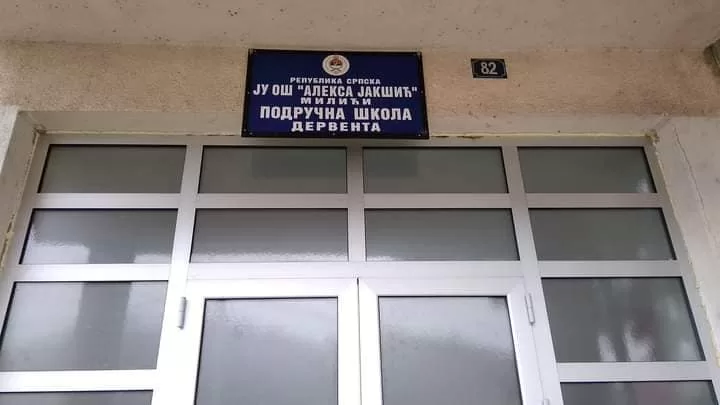 РЕПУБЛИКА СРПСКА
ЈУ ОШ "АЛЕКСА ЈАКШИЋ"
МИЛИЋИ
ПОДРУЧНА ШКОЛА
ДЕРВЕНТА
82